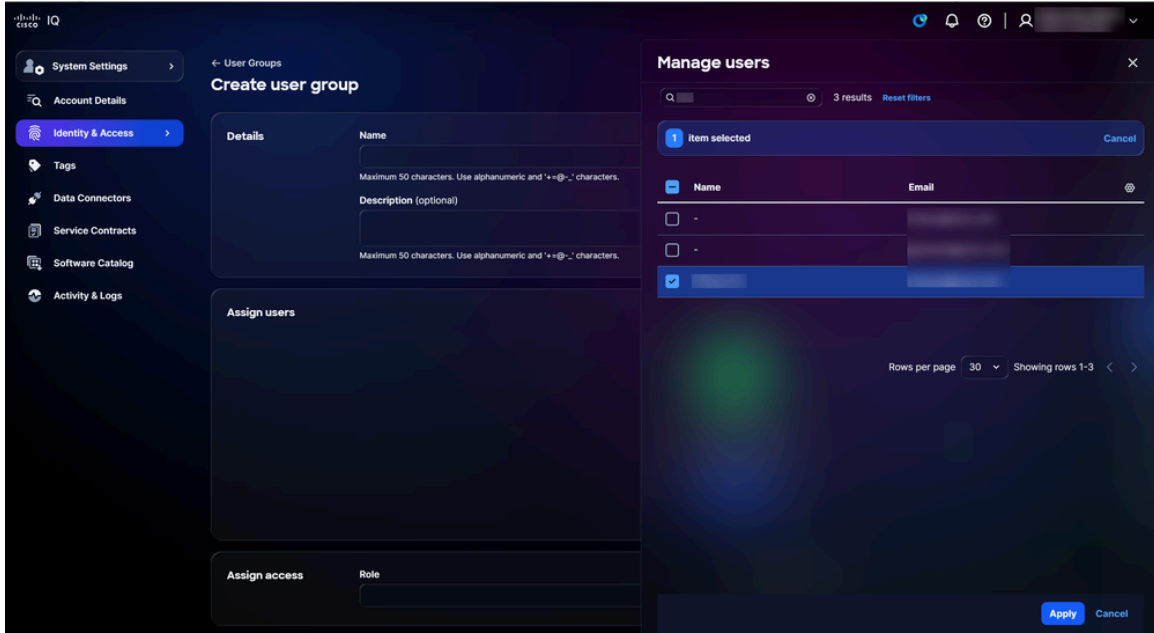 cisco IQ
System Settings
Account Details
Identity & Access
Tags
Data Connectors
Service Contracts
Software Catalog
Activity & Logs
← User Groups
Create user group
Details
Name
Maximum 50 characters. Use alphanumeric and '+=@-_' characters.
Description (optional)
Maximum 50 characters. Use alphanumeric and '+=@-_' characters.
Assign users
Assign access
Role
Manage users
3 results Reset filters
1 item selected Cancel
Name Email
-
-
Rows per page 30 Showing rows 1-3
Apply Cancel